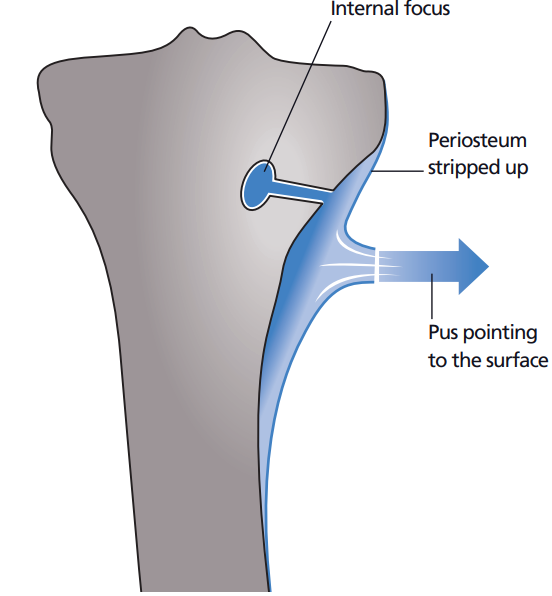 Internal focus
Periosteum
stripped up
Pus pointing
to the surface